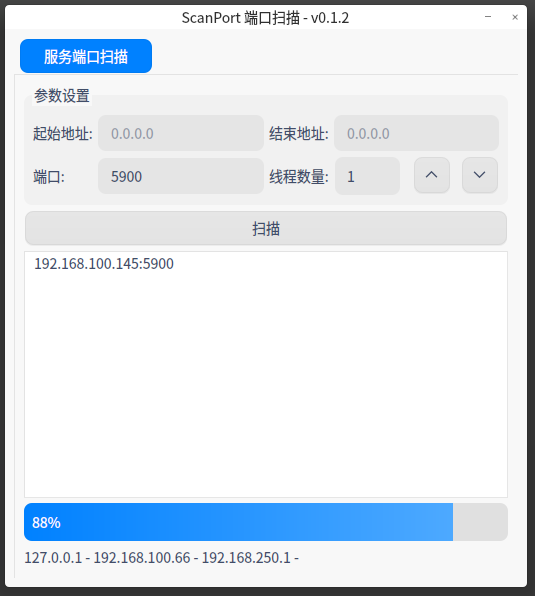 ScanPort 端口扫描 - v0.1.2
服务端口扫描
参数设置
起始地址: 0.0.0.0 结束地址: 0.0.0.0
端口: 5900 线程数量: 1
扫描
192.168.100.145:5900
88%
127.0.0.1 - 192.168.100.66 - 192.168.250.1 -